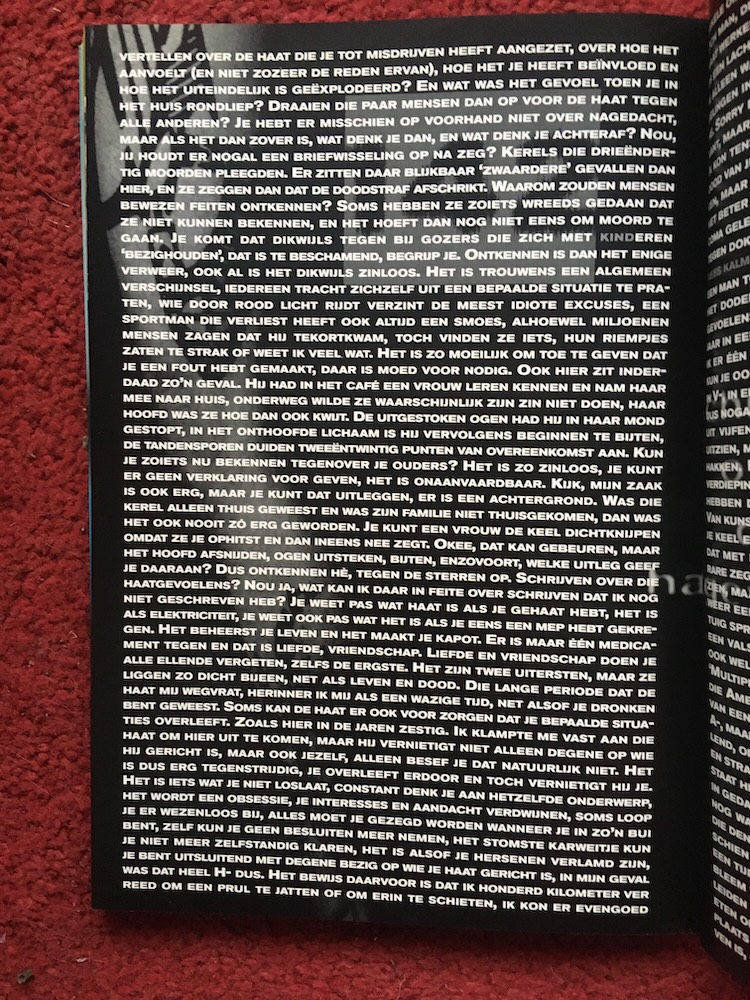 VERTELLEN OVER DE HAAT DIE JE TOT MISDRIJVEN HEEFT AANGEZET, OVER HOE HET
AANVOELT (EN NIET ZOZEER DE REDEN ERVAN), HOE HET JE HEEFT BEÏNVLOED EN
HOE HET UITEINDELIJK IS GEËXPLODEERD? EN WAT WAS HET GEVOEL TOEN JE IN
HET HUIS RONDLIEP? DRAAIEN DIE PAAR MENSEN DAN OP VOOR DE HAAT TEGEN
ALLE ANDEREN? JE HEBT ER MISSCHIEN OP VOORHAND NIET OVER NAGEDACHT,
MAAR ALS HET DAN ZOVER IS, WAT DENK JE DAN, EN WAT DENK JE ACHTERAF? NOU,
JIJ HOUDT ER NOGAL EEN BRIEFWISSELING OP NA ZEG? KERELS DIE DRIEËNDER-
TIG MOORDEN PLEEGDEN. ER ZITTEN DAAR BLIJKBAAR 'ZWAARDERE' GEVALLEN DAN
HIER, EN ZE ZEGGEN DAN DAT DE DOODSTRAF AFSCHRIKT. WAAROM ZOUDEN MENSEN
BEWEZEN FEITEN ONTKENNEN? SOMS HEBBEN ZE ZOIETS WREEDS GEDAAN DAT
ZE NIET KUNNEN BEKENNEN, EN HET HOEFT DAN NOG NIET EENS OM MOORD TE
GAAN. JE KOMT DAT DIKWIJLS TEGEN BIJ GOZERS DIE ZICH MET KINDEREN
'BEZIGHOUDEN', DAT IS TE BESCHAMEND, BEGRIJP JE. ONTKENNEN IS DAN HET ENIGE
VERWEER, OOK AL IS HET DIKWIJLS ZINLOOS. HET IS TROUWENS EEN ALGEMEEN
VERSCHIJNSEL, IEDEREEN TRACHT ZICHZELF UIT EEN BEPAALDE SITUATIE TE PRA-
TEN, WIE DOOR ROOD LICHT RIJDT VERZINT DE MEEST IDIOTE EXCUSES, EEN
SPORTMAN DIE VERLIEST HEEFT OOK ALTIJD EEN SMOES, ALHOEWEL MILJOENEN
MENSEN ZAGEN DAT HIJ TEKORTKWAM, TOCH VINDEN ZE IETS, HUN RIEMPJES
ZATEN TE STRAK OF WEET IK VEEL WAT. HET IS ZO MOEILIJK OM TOE TE GEVEN DAT
JE EEN FOUT HEBT GEMAAKT, DAAR IS MOED VOOR NODIG. OOK HIER ZIT INDER-
DAAD ZO'N GEVAL. HIJ HAD IN HET CAFÉ EEN VROUW LEREN KENNEN EN NAM HAAR
MEE NAAR HUIS, ONDERWEG WILDE ZE WAARSCHIJNLIJK ZIJN ZIN NIET DOEN, HAAR
HOOFD WAS ZE HOE DAN OOK KWIJT. DE UITGESTOKEN OGEN HAD HIJ IN HAAR MOND
GESTOPT, IN HET ONTHOOFDE LICHAAM IS HIJ VERVOLGENS BEGINNEN TE BIJTEN,
DE TANDENSPOREN DUIDEN TWEEËNTWINTIG PUNTEN VAN OVEREENKOMST AAN. KUN
JE ZOIETS NU BEKENNEN TEGENOVER JE OUDERS? HET IS ZO ZINLOOS, JE KUNT
ER GEEN VERKLARING VOOR GEVEN, HET IS ONAANVAARDBAAR. KIJK, MIJN ZAAK
IS OOK ERG, MAAR JE KUNT DAT UITLEGGEN, ER IS EEN ACHTERGROND. WAS DIE
KEREL ALLEEN THUIS GEWEEST EN WAS ZIJN FAMILIE NIET THUISGEKOMEN, DAN WAS
HET OOK NOOIT ZÓ ERG GEWORDEN. JE KUNT EEN VROUW DE KEEL DICHTKNIJPEN
OMDAT ZE JE OPHITST EN DAN INEENS NEE ZEGT. OKEE, DAT KAN GEBEUREN, MAAR
HET HOOFD AFSNIJDEN, OGEN UITSTEKEN, BIJTEN, ENZOVOORT, WELKE UITLEG GEEF
JE DAARAAN? DUS ONTKENNEN HÈ, TEGEN DE STERREN OP. SCHRIJVEN OVER DIE
HAATGEVOELENS? NOU JA, WAT KAN IK DAAR IN FEITE OVER SCHRIJVEN DAT IK NOG
NIET GESCHREVEN HEB? JE WEET PAS WAT HAAT IS ALS JE GEHAAT HEBT, HET IS
ALS ELEKTRICITEIT, JE WEET OOK PAS WAT HET IS ALS JE EENS EEN MEP HEBT GEKRE-
GEN. HET BEHEERST JE LEVEN EN HET MAAKT JE KAPOT. ER IS MAAR ÉÉN MEDICA-
MENT TEGEN EN DAT IS LIEFDE, VRIENDSCHAP. LIEFDE EN VRIENDSCHAP DOEN JE
ALLE ELLENDE VERGETEN, ZELFS DE ERGSTE. HET ZIJN TWEE UITERSTEN, MAAR ZE
LIGGEN ZO DICHT BIJEEN, NET ALS LEVEN EN DOOD. DIE LANGE PERIODE DAT DE
HAAT MIJ WEGVRAT, HERINNER IK MIJ ALS EEN WAZIGE TIJD, NET ALSOF JE DRONKEN
BENT GEWEEST. SOMS KAN DE HAAT ER OOK VOOR ZORGEN DAT JE BEPAALDE SITUA-
TIES OVERLEEFT. ZOALS HIER IN DE JAREN ZESTIG. IK KLAMPTE ME VAST AAN DIE
HAAT OM HIER UIT TE KOMEN, MAAR HIJ VERNIETIGT NIET ALLEEN DEGENE OP WIE
HIJ GERICHT IS, MAAR OOK JEZELF, ALLEEN BESEF JE DAT NATUURLIJK NIET. HET
IS DUS ERG TEGENSTRIJDIG, JE OVERLEEFT ERDOOR EN TOCH VERNIETIGT HIJ JE.
HET IS IETS WAT JE NIET LOSLAAT, CONSTANT DENK JE AAN HETZELFDE ONDERWERP,
HET WORDT EEN OBSESSIE, JE INTERESSES EN AANDACHT VERDWIJNEN, SOMS LOOP
JE ER WEZENLOOS BIJ, ALLES MOET JE GEZEGD WORDEN WANNEER JE IN ZO'N BUI
BENT, ZELF KUN JE GEEN BESLUITEN MEER NEMEN, HET STOMSTE KARWEITJE KUN
JE NIET MEER ZELFSTANDIG KLAREN, HET IS ALSOF JE HERSENEN VERLAMD ZIJN,
JE BENT UITSLUITEND MET DEGENE BEZIG OP WIE JE HAAT GERICHT IS, IN MIJN GEVAL
WAS DAT HEEL H- DUS. HET BEWIJS DAARVOOR IS DAT IK HONDERD KILOMETER VER
REED OM EEN PRUL TE JATTEN OF OM ERIN TE SCHIETEN, IK KON ER EVENGOED